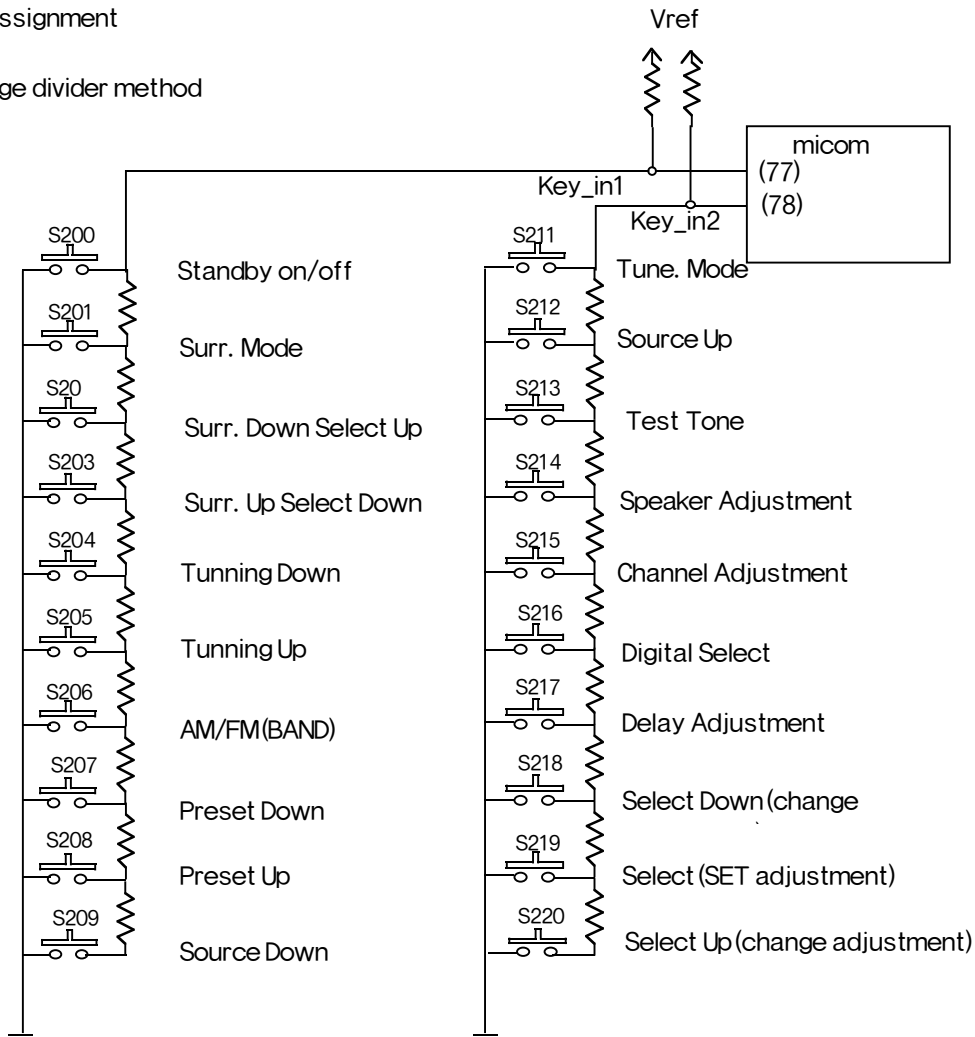 ssignment
ge divider method
Vref
micom
(77)
(78)
Key_in1
Key_in2
S200
Standby on/off
S201
Surr. Mode
S20
Surr. Down Select Up
S203
Surr. Up Select Down
S204
Tunning Down
S205
Tunning Up
S206
AM/FM(BAND)
S207
Preset Down
S208
Preset Up
S209
Source Down
S211
Tune. Mode
S212
Source Up
S213
Test Tone
S214
Speaker Adjustment
S215
Channel Adjustment
S216
Digital Select
S217
Delay Adjustment
S218
Select Down(change
S219
Select(SET adjustment)
S220
Select Up(change adjustment)